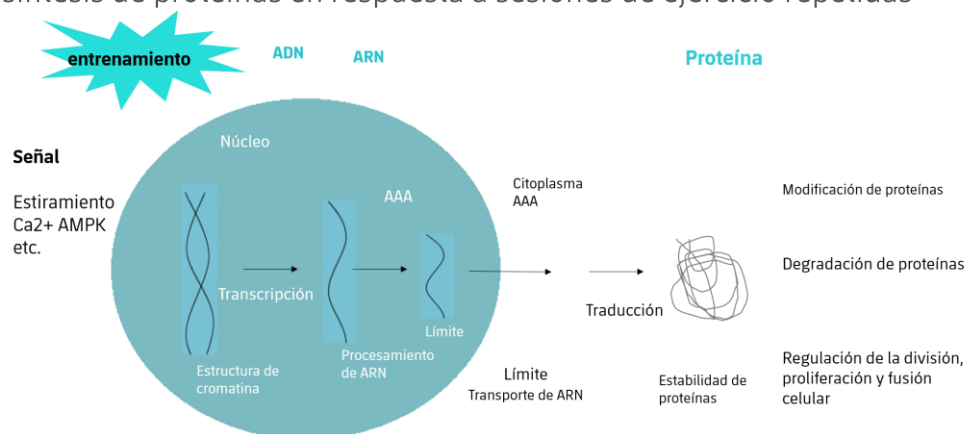 síntesis de proteínas en respuesta a sesiones de ejercicio repetidas
entrenamiento
ADN
ARN
Proteína
Núcleo
Señal
Estiramiento
Ca2+ AMPK
etc.
AAA
Citoplasma
AAA
Modificación de proteínas
Degradación de proteínas
Transcripción
Traducción
Límite
Estructura de
cromatina
Procesamiento
de ARN
Límite
Transporte de ARN
Estabilidad de
proteínas
Regulación de la división,
proliferación y fusión
celular